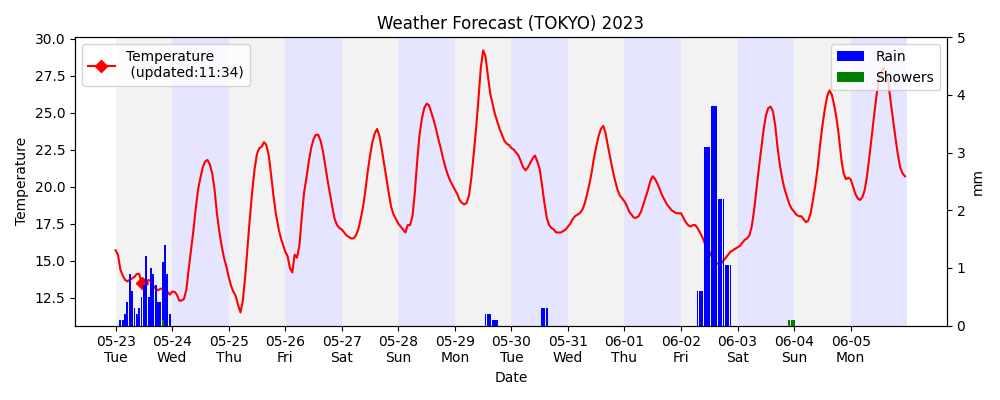 Weather Forecast (TOKYO) 2023
30.0
27.5
25.0
22.5
20.0
17.5
15.0
12.5
Temperature
Temperature
(updated:11:34)
Rain
Showers
5
4
3
2
1
0
mm
05-23 05-24 05-25 05-26 05-27 05-28 05-29 05-30 05-31 06-01 06-02 06-03 06-04 06-05
Tue Wed Thu Fri Sat Sun Mon Tue Wed Thu Fri Sat Sun Mon
Date